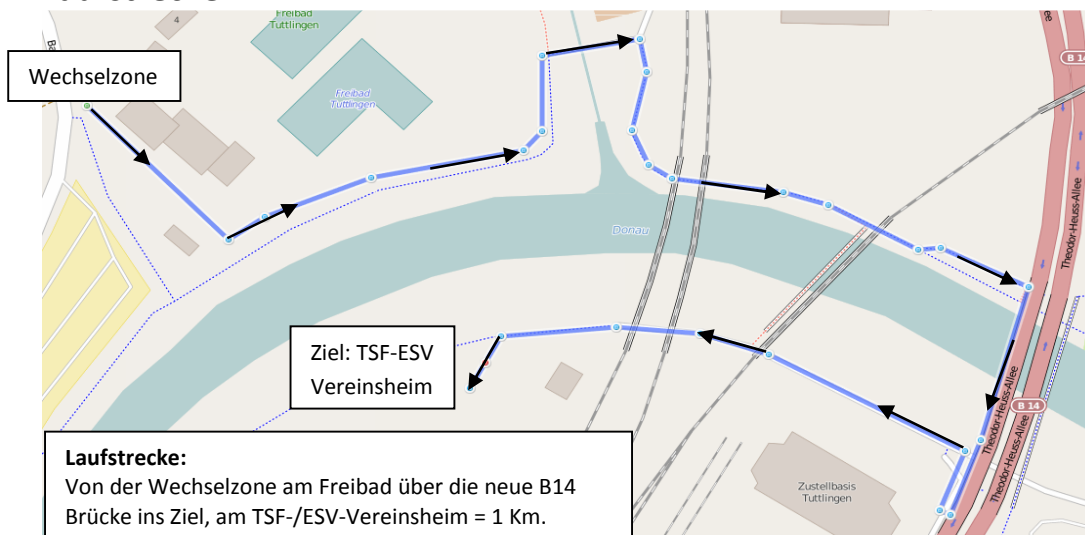 4
Freibad
Tuttlingen
Freibad
Tuttlingen
Wechselzone
B 14
Theodor-Heuss-Allee
Theodor-Heuss-Allee
Donau
Ziel: TSF-ESV
Vereinsheim
B 14
Theodor-Heuss-Allee
Theodor-Heuss-Allee
Zustellbasis
Tuttlingen
Laufstrecke:
Von der Wechselzone am Freibad über die neue B14
Brücke ins Ziel, am TSF-/ESV-Vereinsheim = 1 Km.